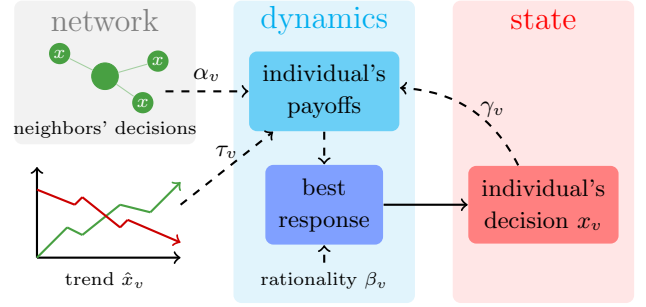 network
x
x
x
neighbors' decisions
α_v
τ_v
trend x̂_v
dynamics
individual's
payoffs
best
response
rationality β_v
state
γ_v
individual's
decision x_v